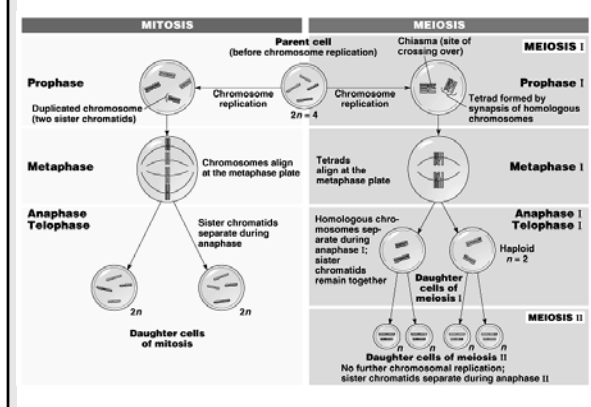 MITOSIS
MEIOSIS
Parent cell
(before chromosome replication)
Chiasma (site of
crossing over)
MEIOSIS I
Prophase
Prophase I
Chromosome
replication
Chromosome
replication
Duplicated chromosome
(two sister chromatids)
2n = 4
Tetrad formed by
synapsis of homologous
chromosomes
Metaphase
Chromosomes align
at the metaphase plate
Tetrads
align at the
metaphase plate
Metaphase I
Anaphase
Telophase
Sister chromatids
separate during
anaphase
Homologous chro-
mosomes sep-
arate during
anaphase I;
sister
chromatids
remain together
Anaphase I
Telophase I
Haploid
n = 2
Daughter
cells of
meiosis I
2n
2n
Daughter cells
of mitosis
MEIOSIS II
n
n
n
n
Daughter cells of meiosis II
No further chromosomal replication;
sister chromatids separate during anaphase II